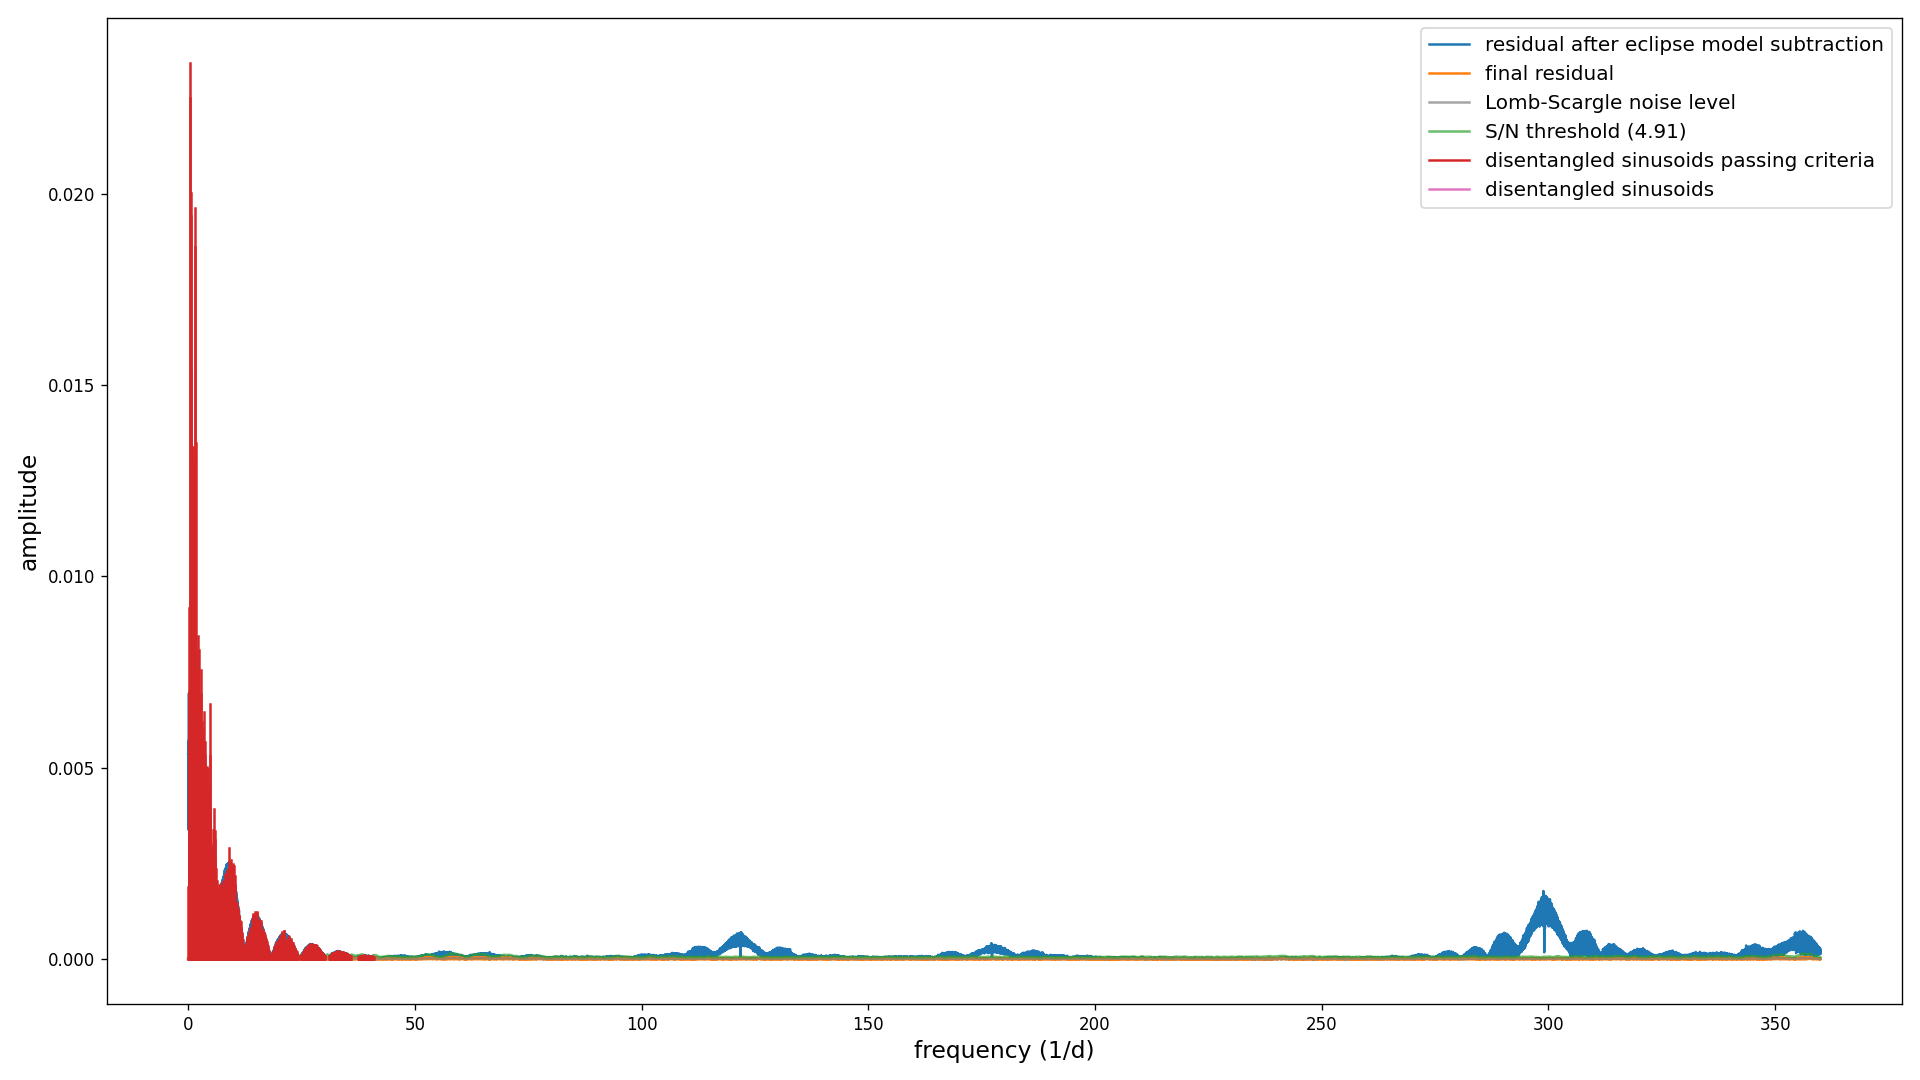 residual after eclipse model subtraction
final residual
Lomb-Scargle noise level
S/N threshold (4.91)
disentangled sinusoids passing criteria
disentangled sinusoids
amplitude
0.020
0.015
0.010
0.005
0.000
0 50 100 150 200 250 300 350
frequency (1/d)